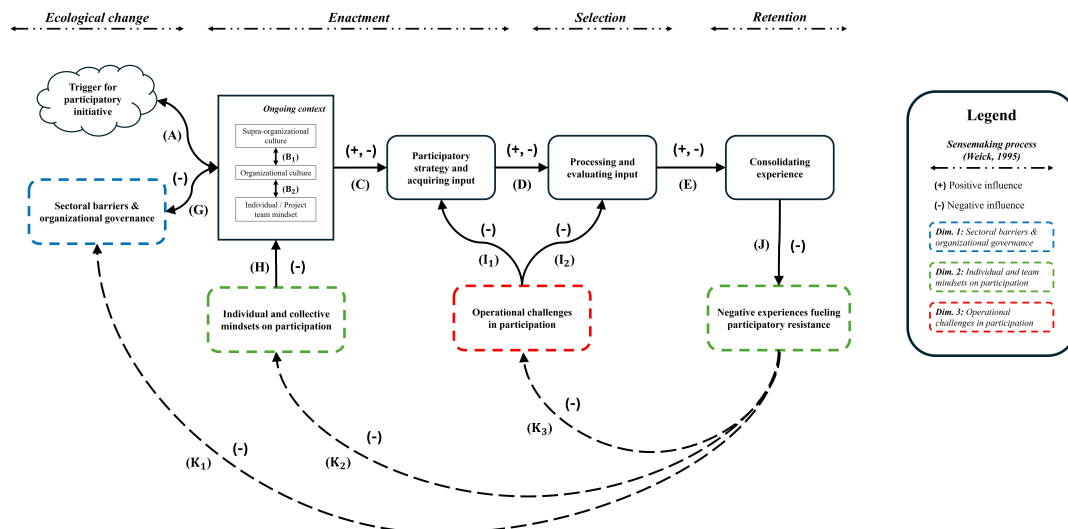 Ecological change
Enactment
Selection
Retention
Trigger for
participatory
initiative
(A)
(-)
(G)
Sectoral barriers &
organizational governance
Ongoing context
Supra-organizational
culture
(B₁)
Organizational culture
(B₂)
Individual / Project
team mindset
(+, -)
(C)
Participatory
strategy and
acquiring input
(+, -)
(D)
Processing and
evaluating input
(+, -)
(E)
Consolidating
experience
(H)
(-)
(-)
(I₁)
(-)
(I₂)
(J)
(-)
Individual and collective
mindsets on participation
Operational challenges
in participation
Negative experiences fueling
participatory resistance
(-)
(K₁)
(-)
(K₂)
(-)
(K₃)
Legend
Sensemaking process
(Weick, 1995)
(+) Positive influence
(-) Negative influence
Dim. 1: Sectoral barriers &
organizational governance
Dim. 2: Individual and team
mindsets on participation
Dim. 3: Operational
challenges in participation